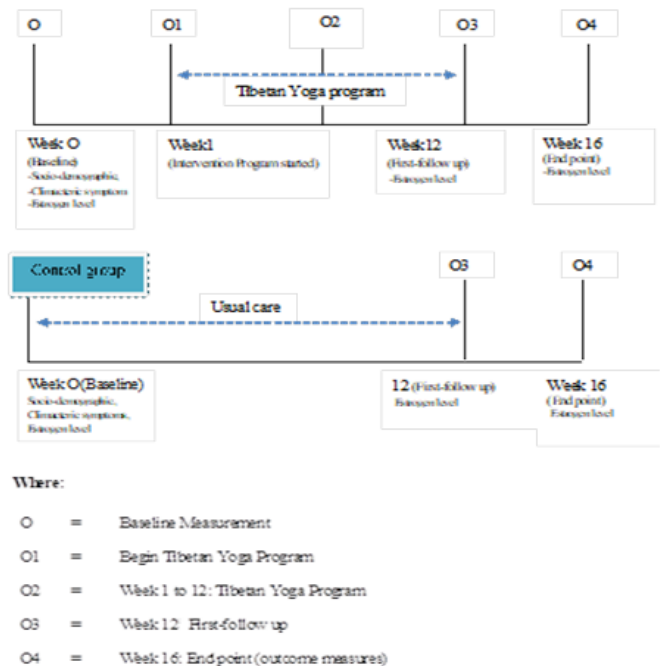 O O1 O2 O3 O4
Tibetan Yoga program
Week O
(Baseline)
-Socio-demographic,
-Climacteric symptoms
-Estrogen level
Week1
(Intervention Program started)
Week12
(First-follow up)
-Estrogen level
Week 16
(End point)
-Estrogen level
Control group
O3 O4
Usual care
Week O(Baseline)
Socio-demographic,
Climacteric symptoms,
Estrogen level
12 (First-follow up)
Estrogen level
Week 16
(End point)
Estrogen level
Where:
O = Baseline Measurement
O1 = Begin Tibetan Yoga Program
O2 = Week 1 to 12: Tibetan Yoga Program
O3 = Week 12 First-follow up
O4 = Week 16: End point (outcome measures)